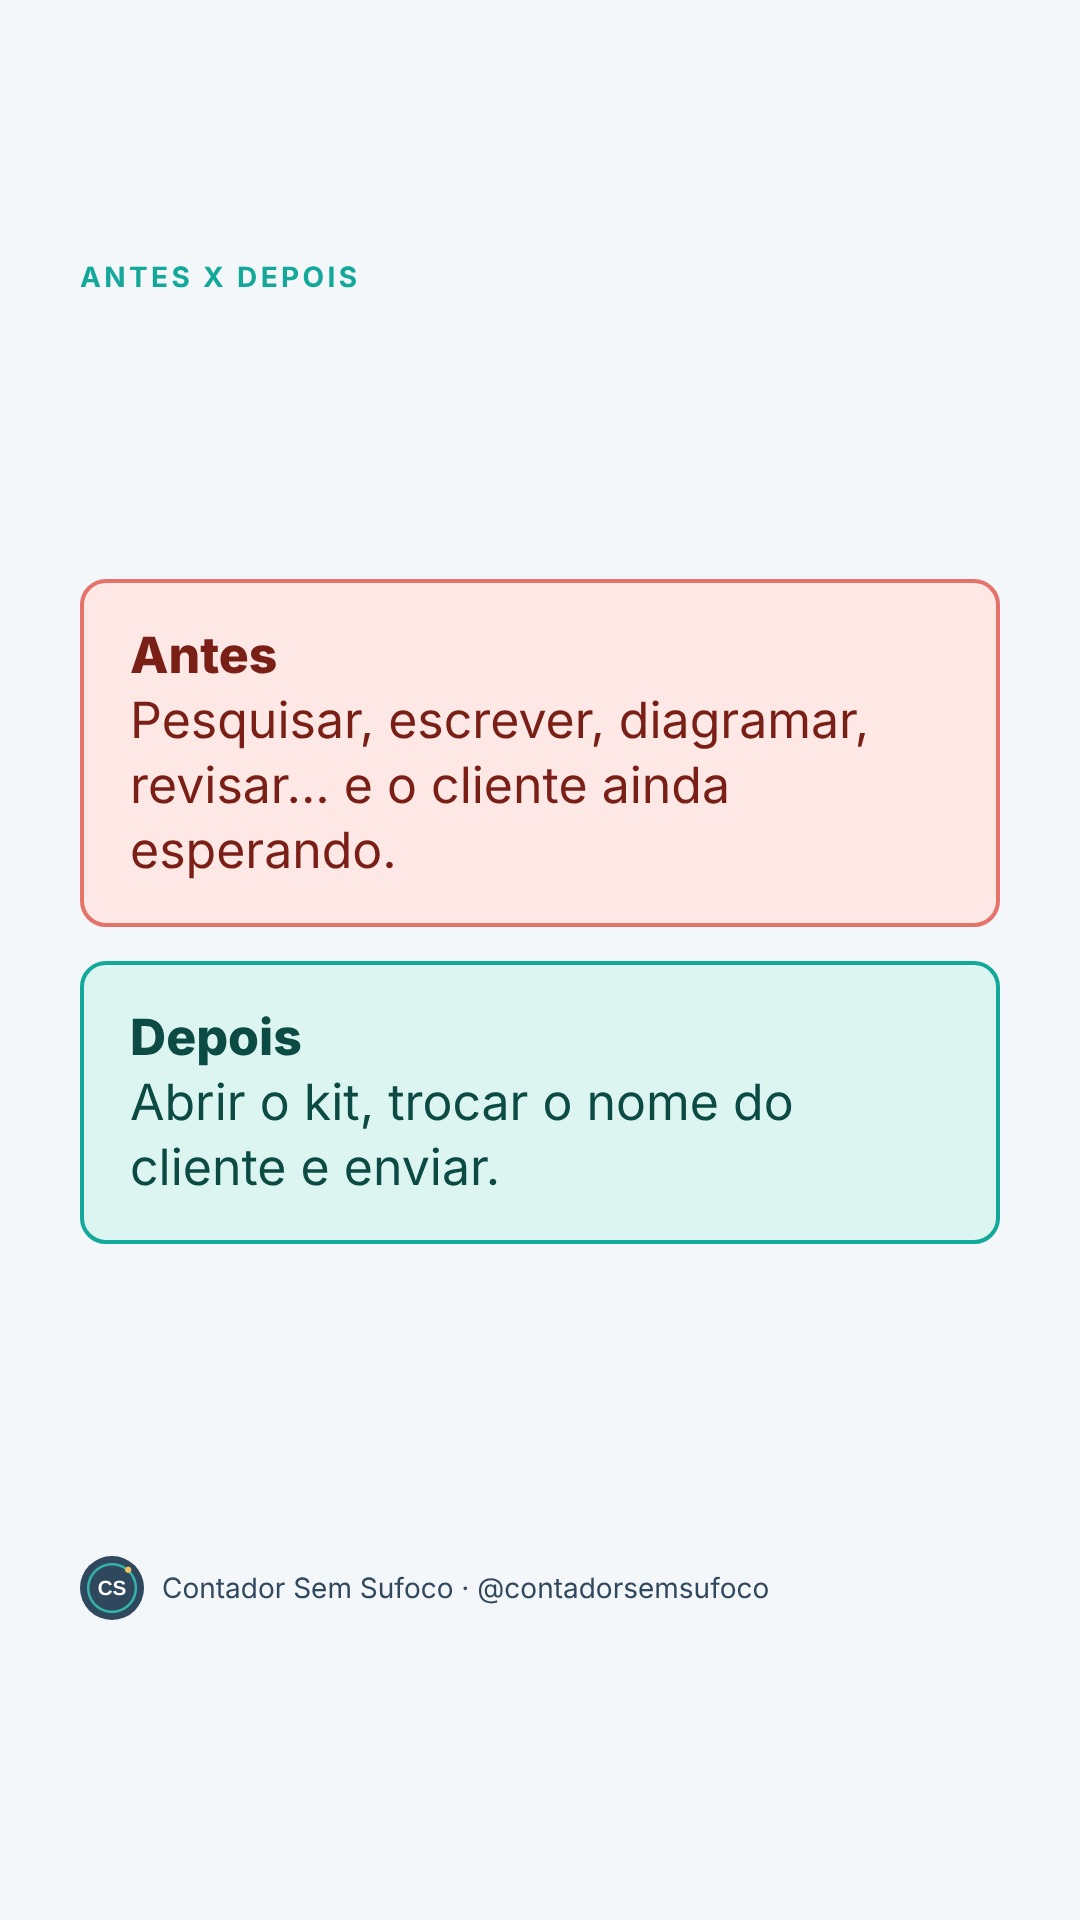 ANTES X DEPOIS
Antes
Pesquisar, escrever, diagramar,
revisar... e o cliente ainda
esperando.
Depois
Abrir o kit, trocar o nome do
cliente e enviar.
CS
Contador Sem Sufoco · @contadorsemsufoco